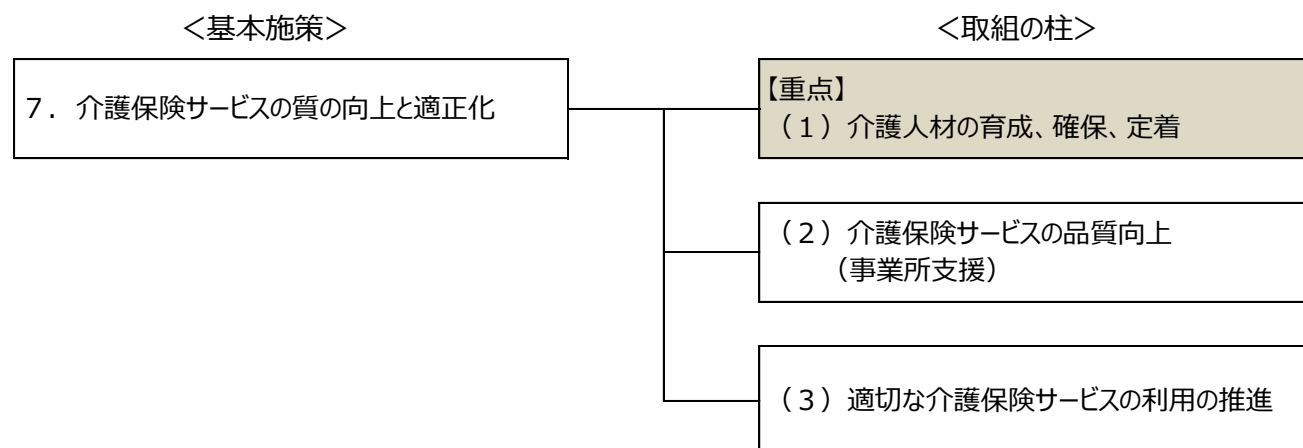 ＜基本施策＞
＜取組の柱＞
７．介護保険サービスの質の向上と適正化
【重点】
（１）介護人材の育成、確保、定着
（２）介護保険サービスの品質向上
（事業所支援）
（３）適切な介護保険サービスの利用の推進